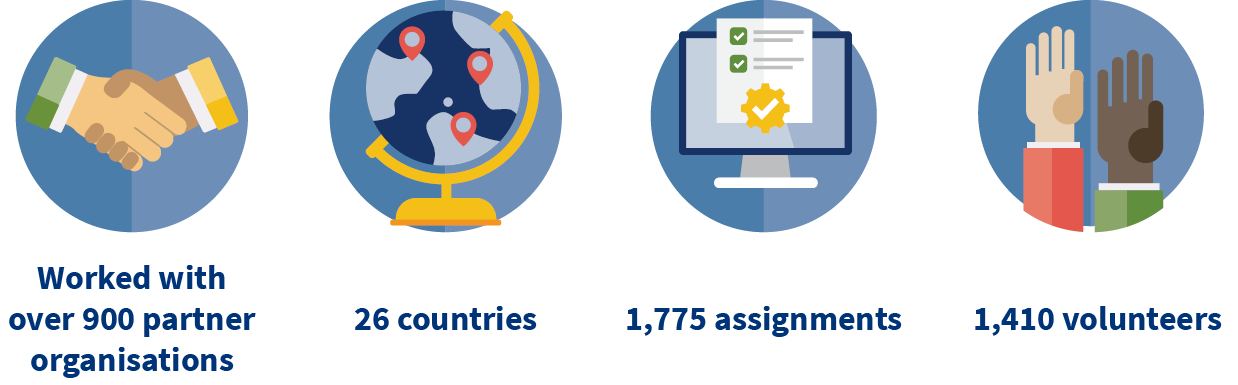 Worked with
over 900 partner
organisations
26 countries
1,775 assignments
1,410 volunteers